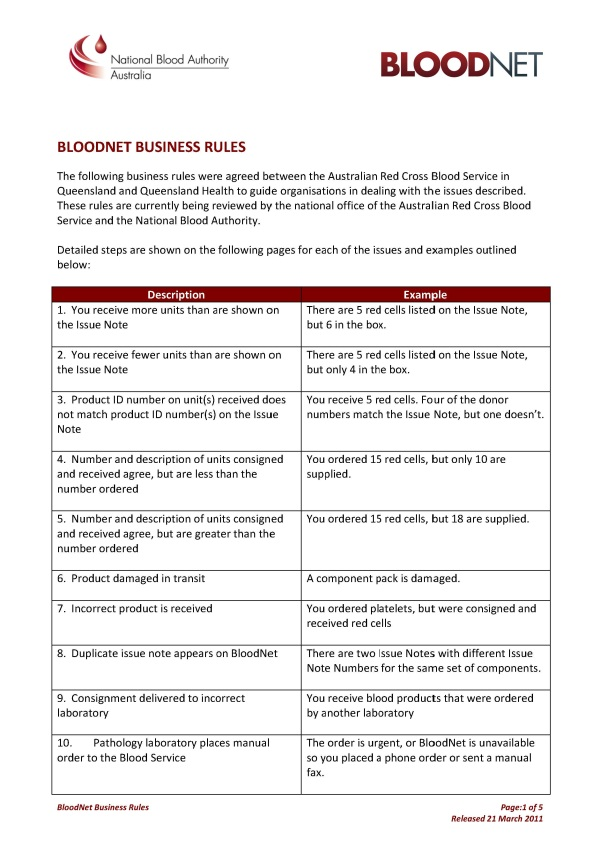 National Blood Authority
Australia
BLOODNET
BLOODNET BUSINESS RULES
The following business rules were agreed between the Australian Red Cross Blood Service in
Queensland and Queensland Health to guide organisations in dealing with the issues described.
These rules are currently being reviewed by the national office of the Australian Red Cross Blood
Service and the National Blood Authority.
Detailed steps are shown on the following pages for each of the issues and examples outlined
below:
Description
Example
1. You receive more units than are shown on
the Issue Note
There are 5 red cells listed on the Issue Note,
but 6 in the box.
2. You receive fewer units than are shown on
the Issue Note
There are 5 red cells listed on the Issue Note,
but only 4 in the box.
3. Product ID number on unit(s) received does
not match product ID number(s) on the Issue
Note
You receive 5 red cells. Four of the donor
numbers match the Issue Note, but one doesn't.
4. Number and description of units consigned
and received agree, but are less than the
number ordered
You ordered 15 red cells, but only 10 are
supplied.
5. Number and description of units consigned
and received agree, but are greater than the
number ordered
You ordered 15 red cells, but 18 are supplied.
6. Product damaged in transit
A component pack is damaged.
7. Incorrect product is received
You ordered platelets, but were consigned and
received red cells
8. Duplicate issue note appears on BloodNet
There are two Issue Notes with different Issue
Note Numbers for the same set of components.
9. Consignment delivered to incorrect
laboratory
You receive blood products that were ordered
by another laboratory
10. Pathology laboratory places manual
order to the Blood Service
The order is urgent, or BloodNet is unavailable
so you placed a phone order or sent a manual
fax.
BloodNet Business Rules
Page:1 of 5
Released 21 March 2011